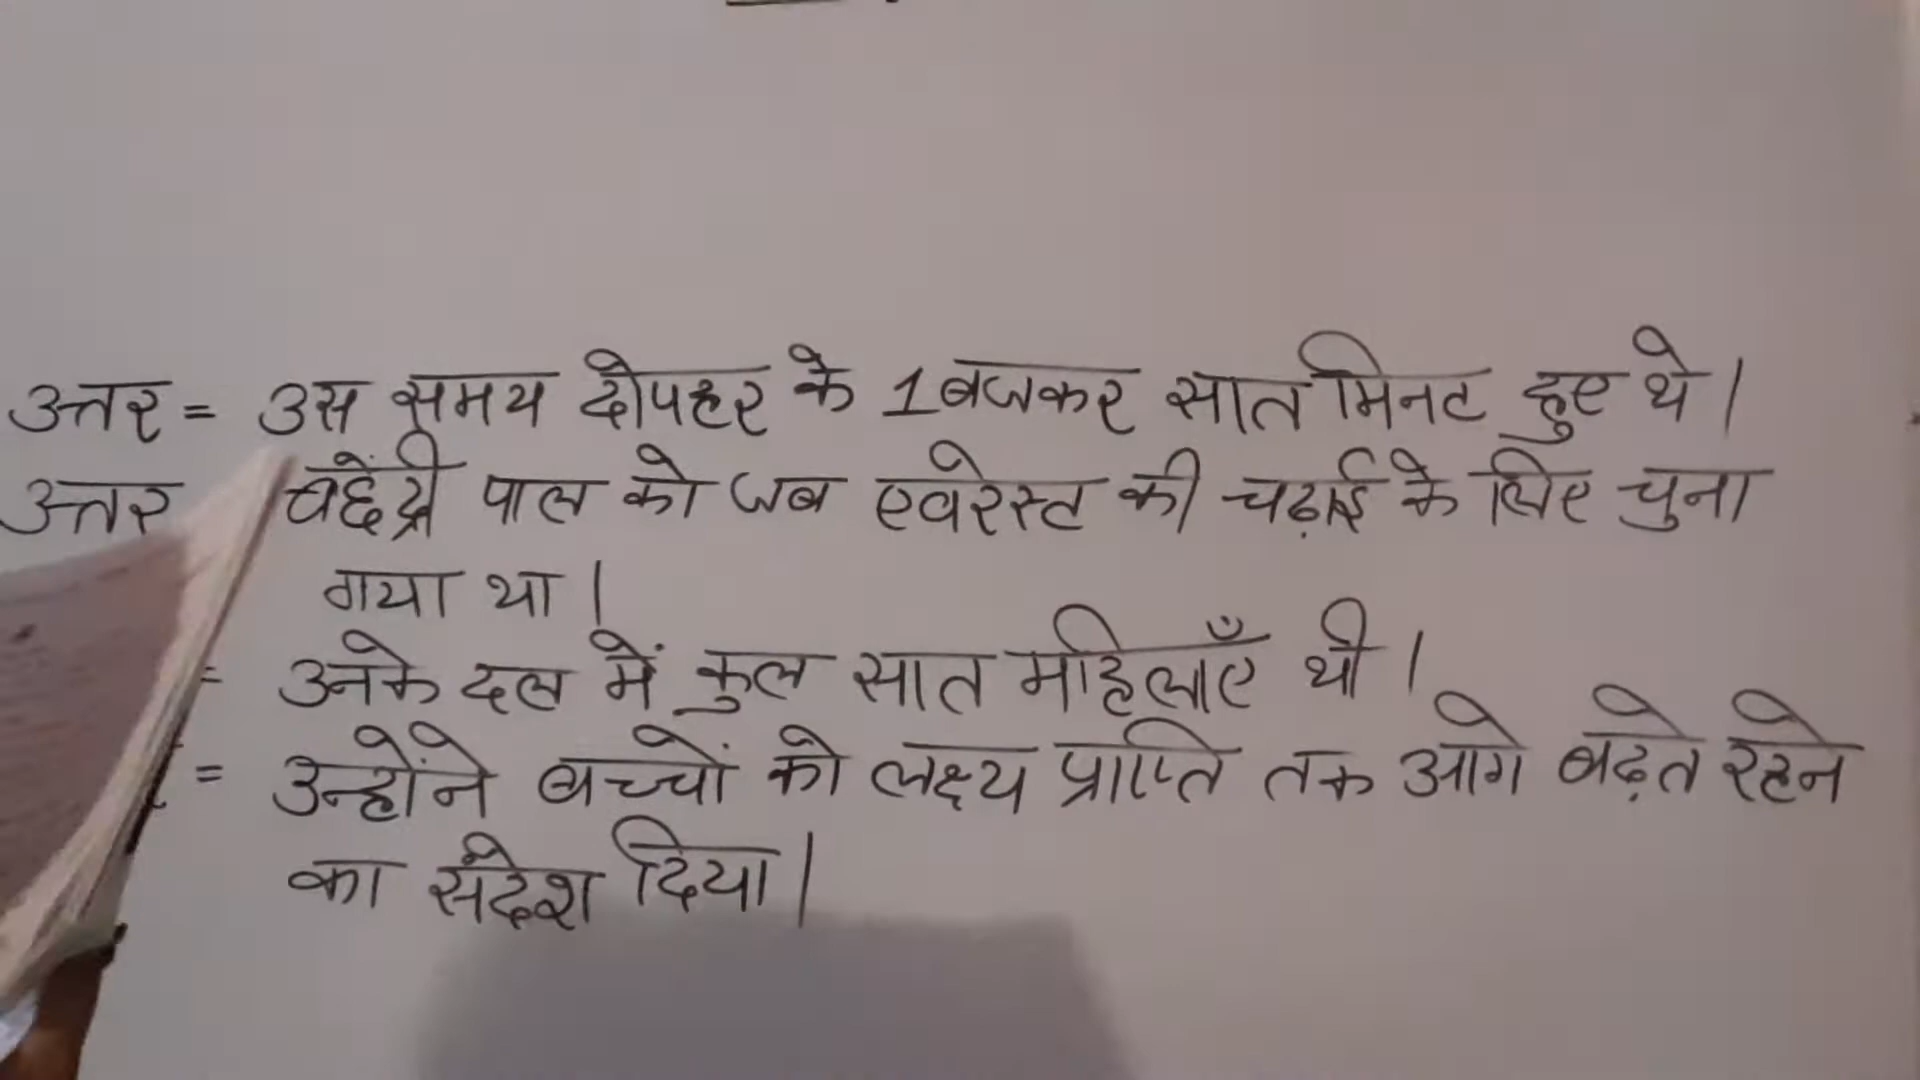 उत्तर = उस समय दोपहर के 1 बजकर सात मिनट हुए थे।
उत्तर बछेंद्री पाल को जब एवरेस्ट की चढ़ाई के लिए चुना
गया था।
= उनके दल में कुल सात महिलाएँ थी।
= उन्होंने बच्चों को लक्ष्य प्राप्ति तक आगे बढ़ते रहने
का संदेश दिया।